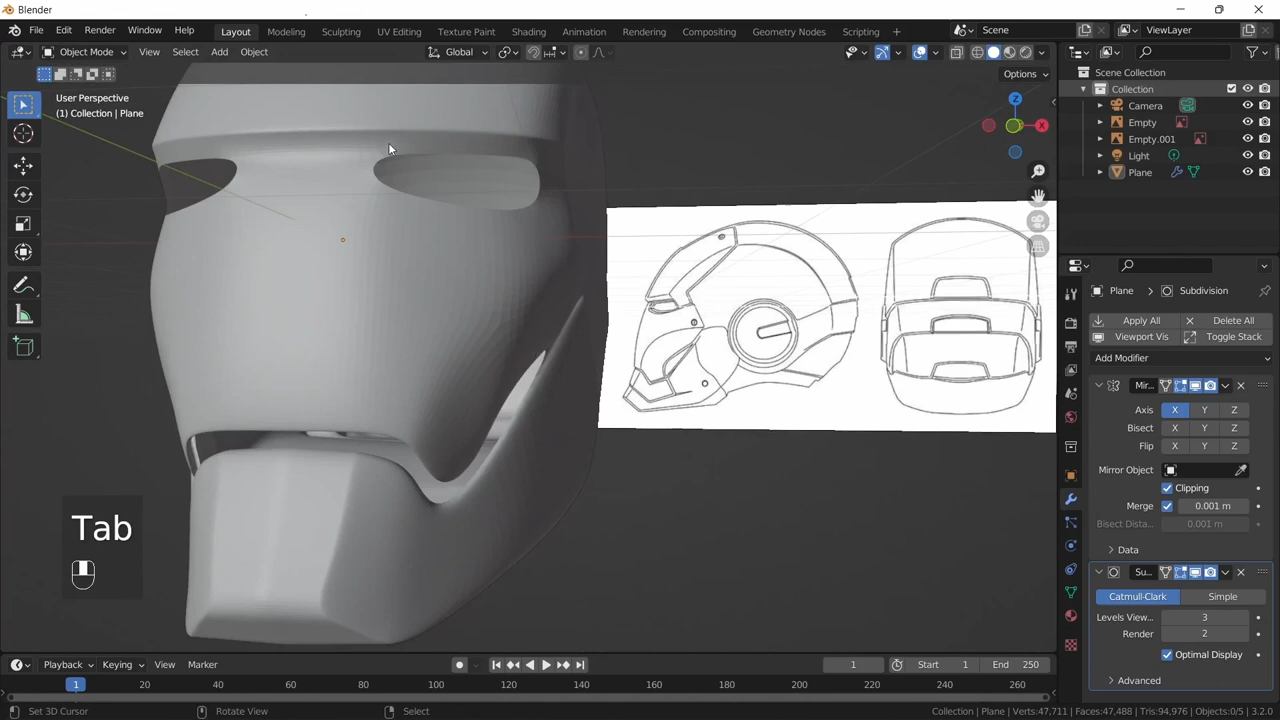 Blender
File Edit Render Window Help
Layout Modeling Sculpting UV Editing Texture Paint Shading Animation Rendering Compositing Geometry Nodes Scripting +
Scene
ViewLayer
Object Mode View Select Add Object
Global
Options
User Perspective
(1) Collection | Plane
Z
X
Scene Collection
Collection
Camera
Empty
Empty.001
Light
Plane
Plane > Subdivision
Apply All
Delete All
Viewport Vis
Toggle Stack
Add Modifier
Mir...
Axis X Y Z
Bisect X Y Z
Flip X Y Z
Mirror Object
Clipping
Merge 0.001 m
Bisect Dista... 0.001 m
Data
Su...
Catmull-Clark Simple
Levels View... 3
Render 2
Optimal Display
Advanced
Tab
Playback Keying View Marker
1 Start 1 End 250
1 20 40 60 80 100 120 140 160 180 200 220 240 260
Set 3D Cursor Rotate View Select
Collection | Plane | Verts:47,711 | Faces:47,488 | Tris:94,976 | Objects:0/5 | 3.2.0